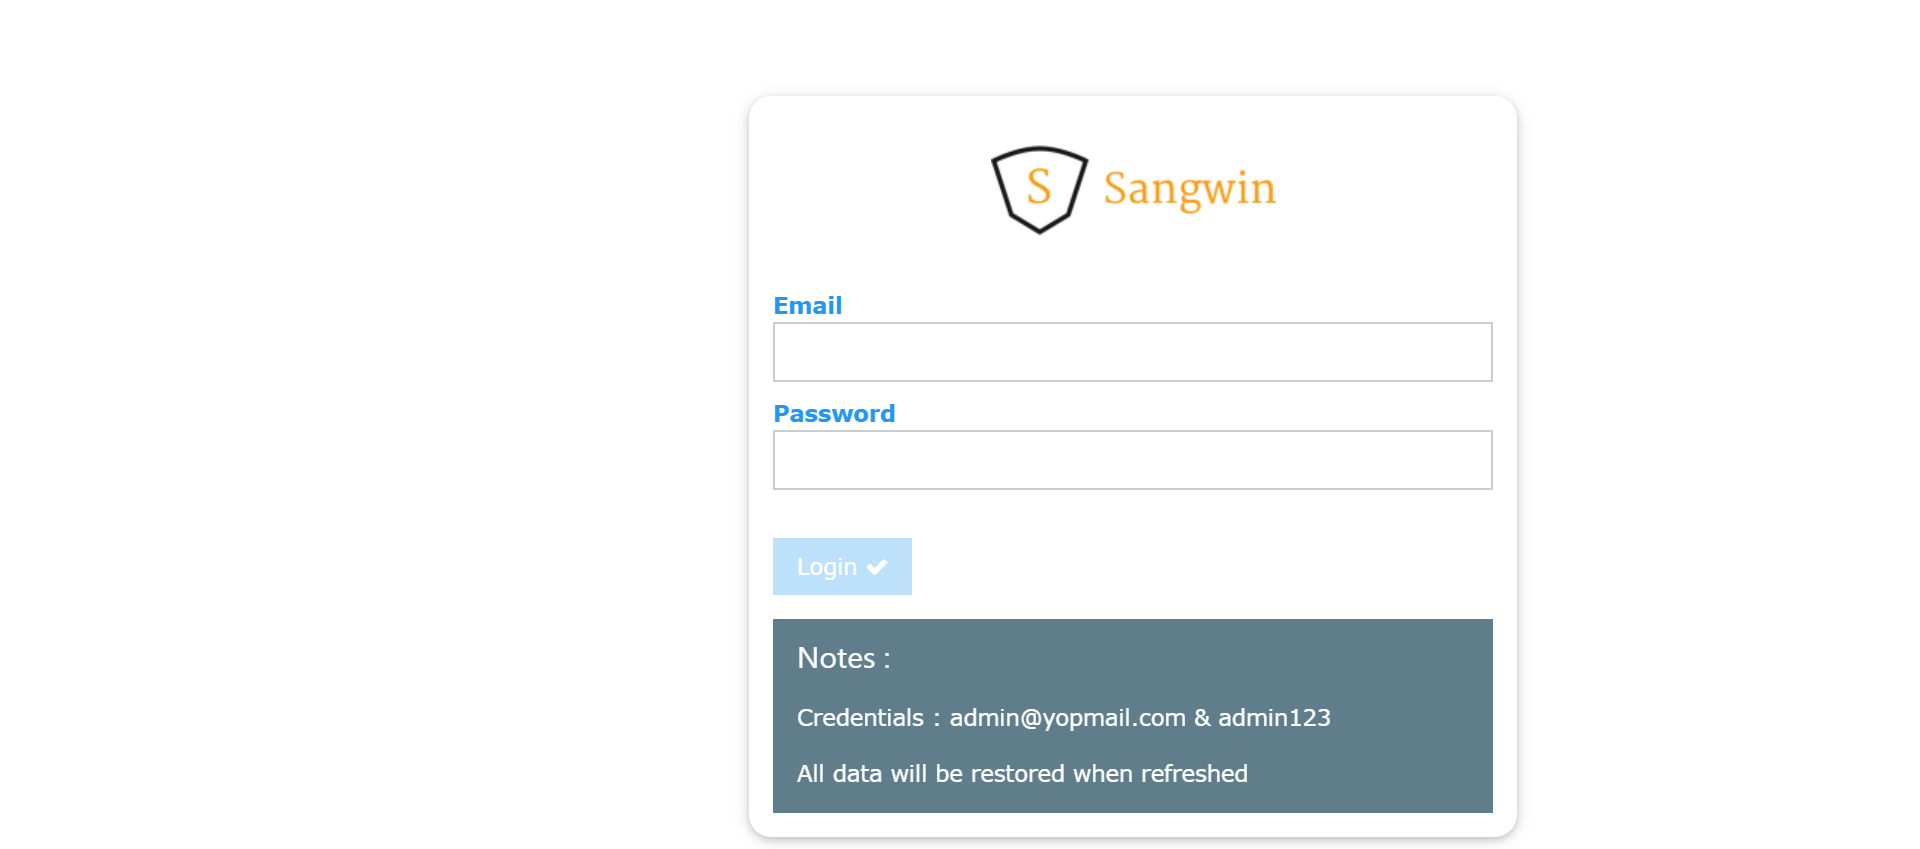 S Sangwin
Email
Password
Login
Notes :
Credentials : admin@yopmail.com & admin123
All data will be restored when refreshed